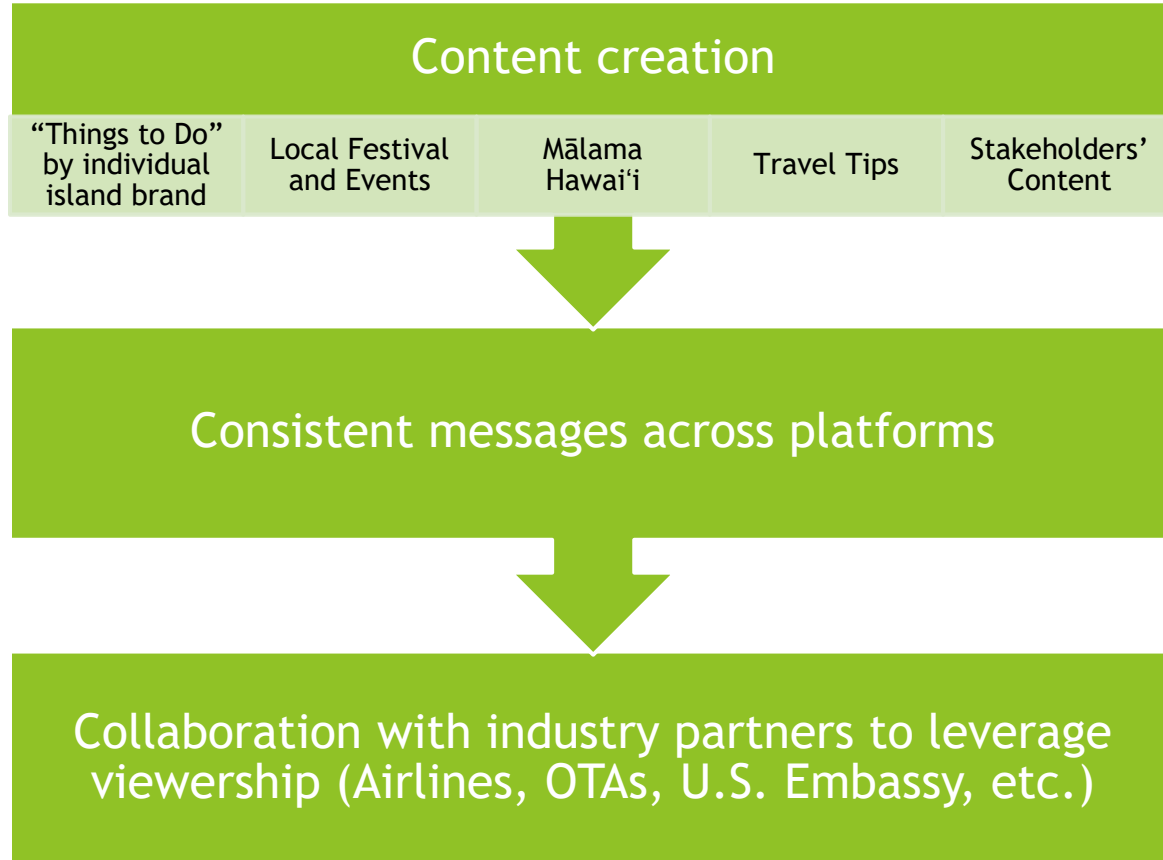 Content creation
“Things to Do”
by individual
island brand
Local Festival
and Events
Mālama
Hawaiʻi
Travel Tips
Stakeholders’
Content
Consistent messages across platforms
Collaboration with industry partners to leverage
viewership (Airlines, OTAs, U.S. Embassy, etc.)